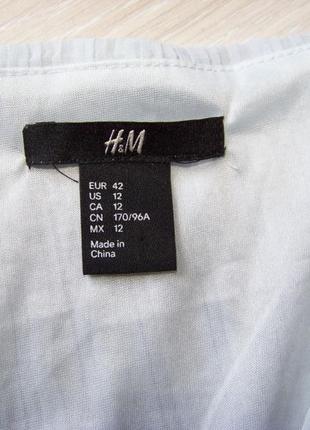 H&M
EUR 42
US 12
CA 12
CN 170/96A
MX 12
Made in
China